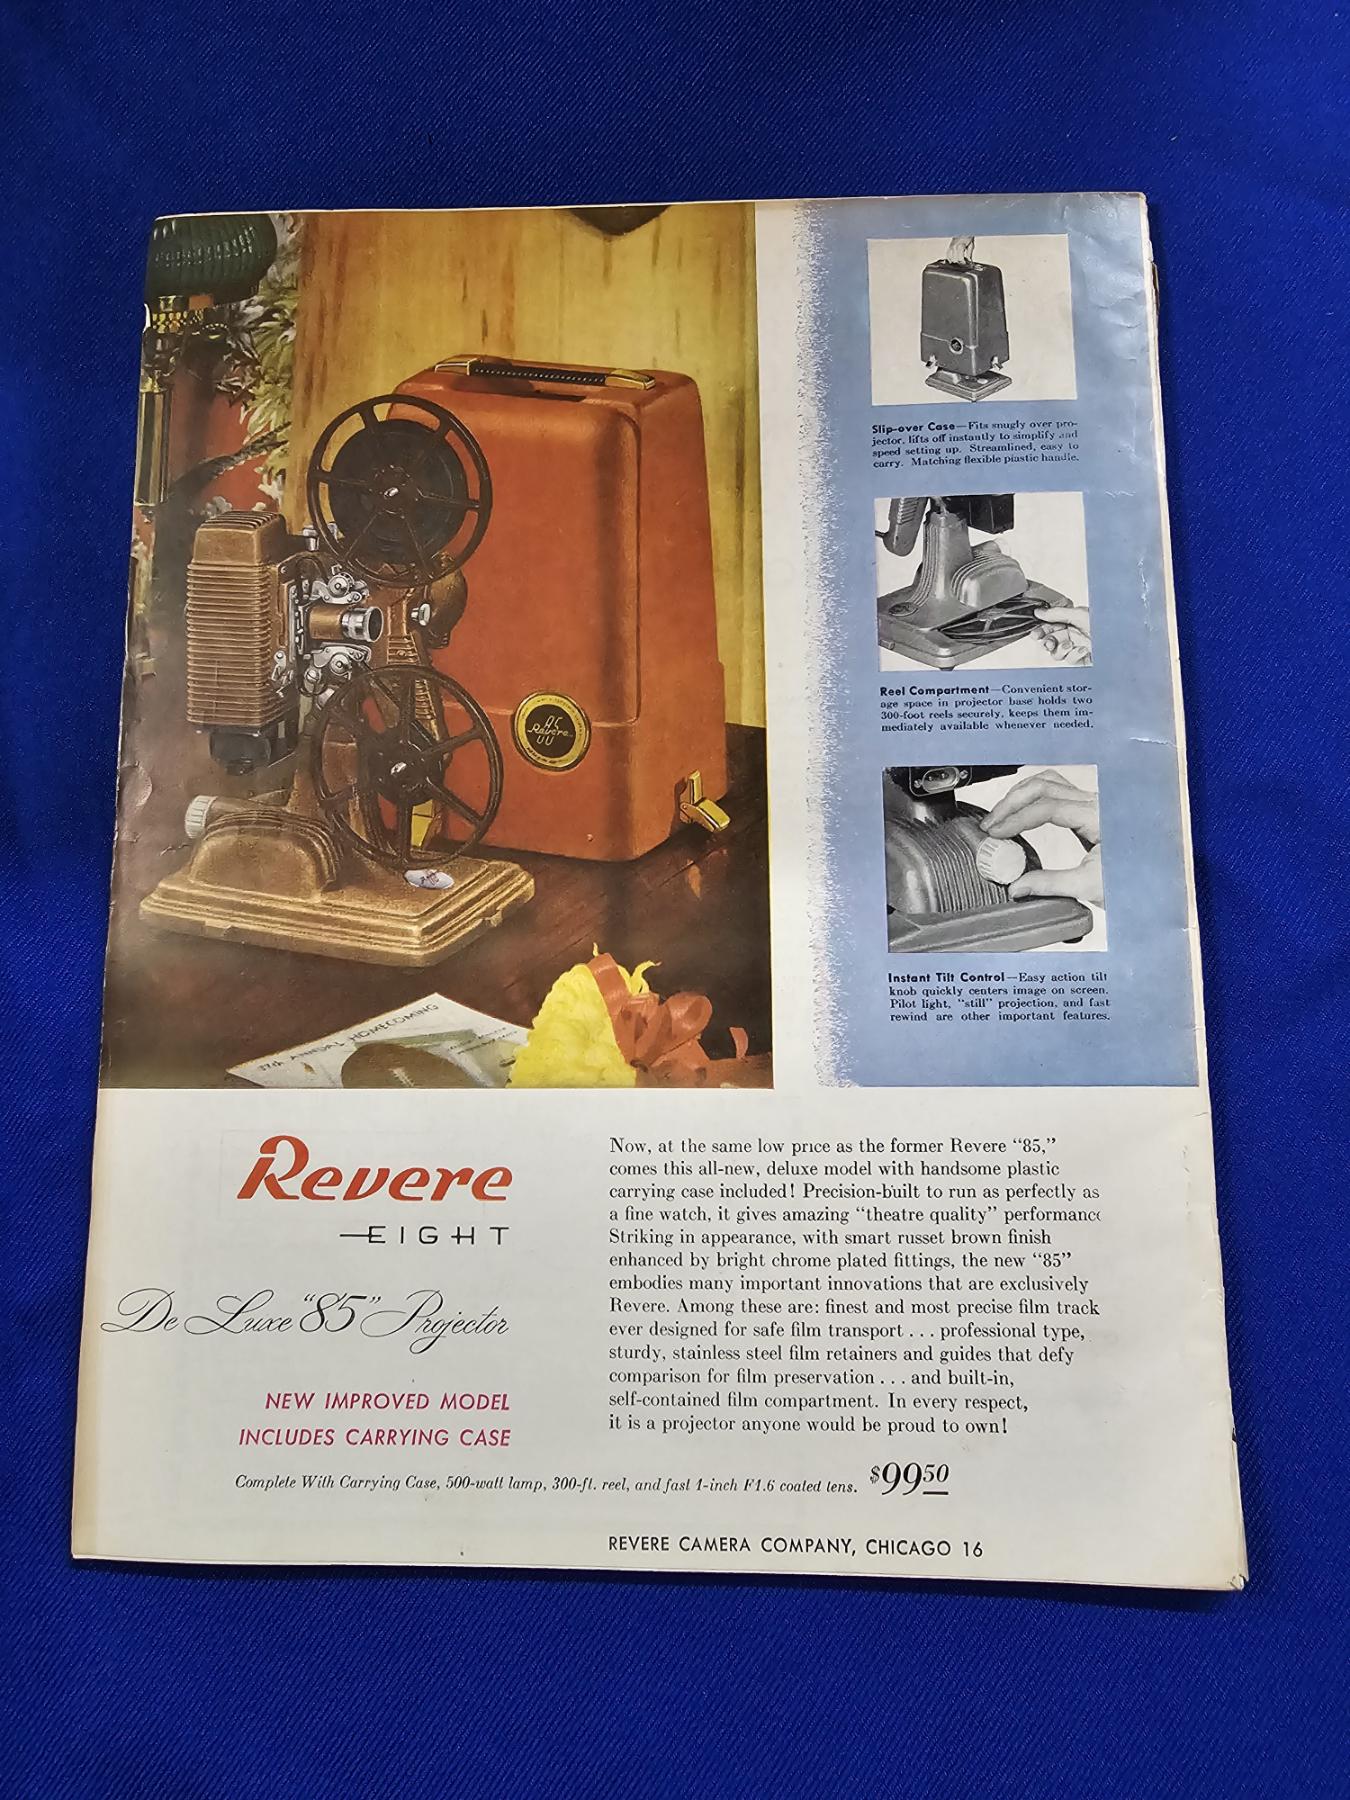 Slip-over Case—Fits snugly over pro-
jector, lifts off instantly to simplify and
speed setting up. Streamlined, easy to
carry. Matching flexible plastic handle.
Reel Compartment—Convenient stor-
age space in projector base holds two
300-foot reels securely, keeps them im-
mediately available whenever needed.
Instant Tilt Control—Easy action tilt
knob quickly centers image on screen.
Pilot light, "still" projection, and fast
rewind are other important features.
Revere
37th ANNUAL HOMECOMING
Revere
EIGHT
De Luxe "85" Projector
NEW IMPROVED MODEL
INCLUDES CARRYING CASE
Now, at the same low price as the former Revere "85,"
comes this all-new, deluxe model with handsome plastic
carrying case included! Precision-built to run as perfectly as
a fine watch, it gives amazing "theatre quality" performanc
Striking in appearance, with smart russet brown finish
enhanced by bright chrome plated fittings, the new "85"
embodies many important innovations that are exclusively
Revere. Among these are: finest and most precise film track
ever designed for safe film transport . . . professional type,
sturdy, stainless steel film retainers and guides that defy
comparison for film preservation . . . and built-in,
self-contained film compartment. In every respect,
it is a projector anyone would be proud to own!
Complete With Carrying Case, 500-watt lamp, 300-ft. reel, and fast 1-inch F1.6 coated lens. $99 50
REVERE CAMERA COMPANY, CHICAGO 16